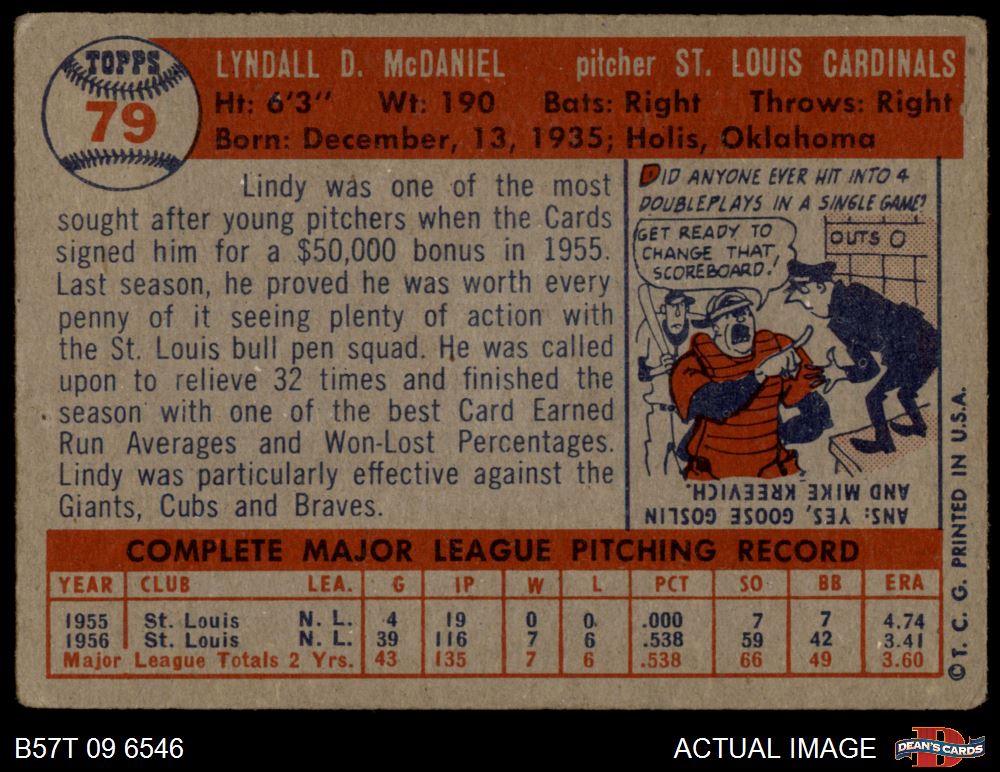 TOPPS
79
LYNDALL D. McDANIEL pitcher ST. LOUIS CARDINALS
Ht: 6'3" Wt: 190 Bats: Right Throws: Right
Born: December, 13, 1935; Holis, Oklahoma
Lindy was one of the most
sought after young pitchers when the Cards
signed him for a $50,000 bonus in 1955.
Last season, he proved he was worth every
penny of it seeing plenty of action with
the St. Louis bull pen squad. He was called
upon to relieve 32 times and finished the
season with one of the best Card Earned
Run Averages and Won-Lost Percentages.
Lindy was particularly effective against the
Giants, Cubs and Braves.
DID ANYONE EVER HIT INTO 4
DOUBLEPLAYS IN A SINGLE GAME?
GET READY TO
CHANGE THAT
SCOREBOARD!
OUTS 0
ANS: YES, GOOSE GOSLIN
AND MIKE KREEVICH.
COMPLETE MAJOR LEAGUE PITCHING RECORD
YEAR CLUB LEA. G IP W L PCT SO BB ERA
1955 St. Louis N. L. 4 19 0 0 .000 7 7 4.74
1956 St. Louis N. L. 39 116 7 6 .538 59 42 3.41
Major League Totals 2 Yrs. 43 135 7 6 .538 66 49 3.60
© T. C. G. PRINTED IN U.S.A.
B57T 09 6546
ACTUAL IMAGE
D
DEAN'S CARDS